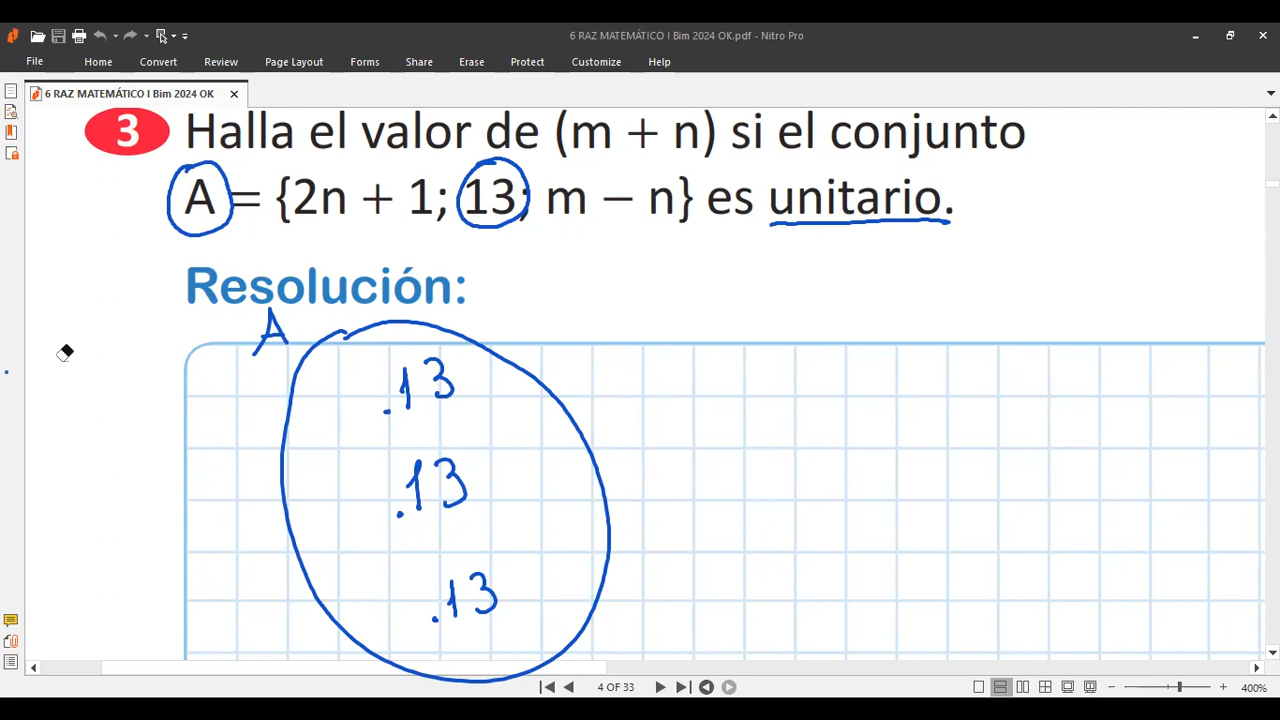 6 RAZ MATEMÁTICO I Bim 2024 OK.pdf - Nitro Pro
File Home Convert Review Page Layout Forms Share Erase Protect Customize Help
6 RAZ MATEMÁTICO I Bim 2024 OK
3 Halla el valor de (m + n) si el conjunto
A = {2n + 1; 13; m − n} es unitario.
Resolución:
A
.13
.13
.13
4 OF 33
400%